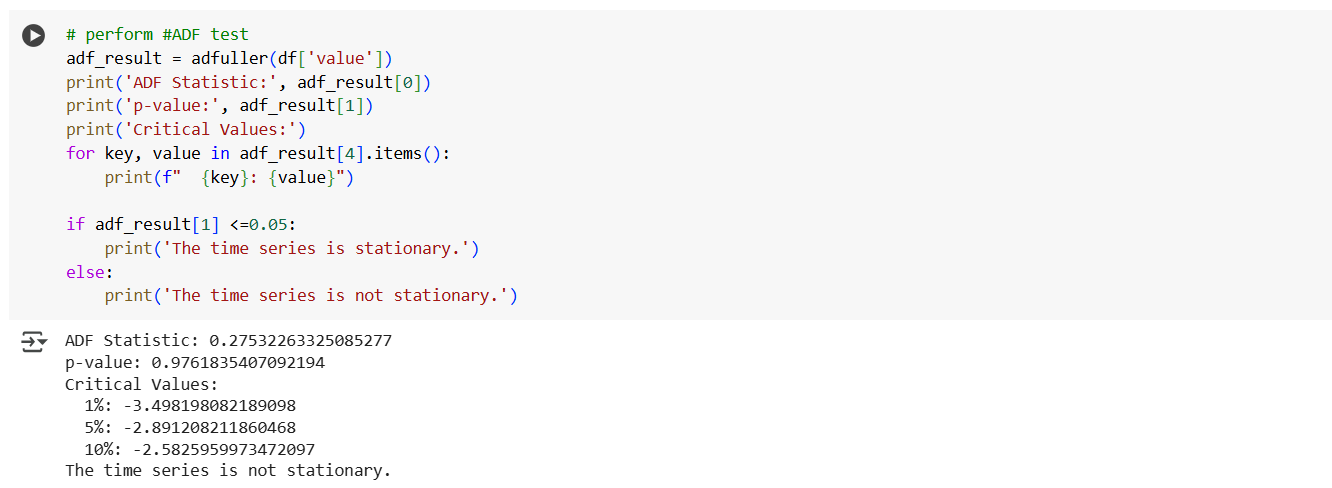 # perform #ADF test
adf_result = adfuller(df['value'])
print('ADF Statistic:', adf_result[0])
print('p-value:', adf_result[1])
print('Critical Values:')
for key, value in adf_result[4].items():
    print(f"  {key}: {value}")

if adf_result[1] <=0.05:
    print('The time series is stationary.')
else:
    print('The time series is not stationary.')
ADF Statistic: 0.27532263325085277
p-value: 0.9761835407092194
Critical Values:
  1%: -3.498198082189098
  5%: -2.891208211860468
  10%: -2.5825959973472097
The time series is not stationary.